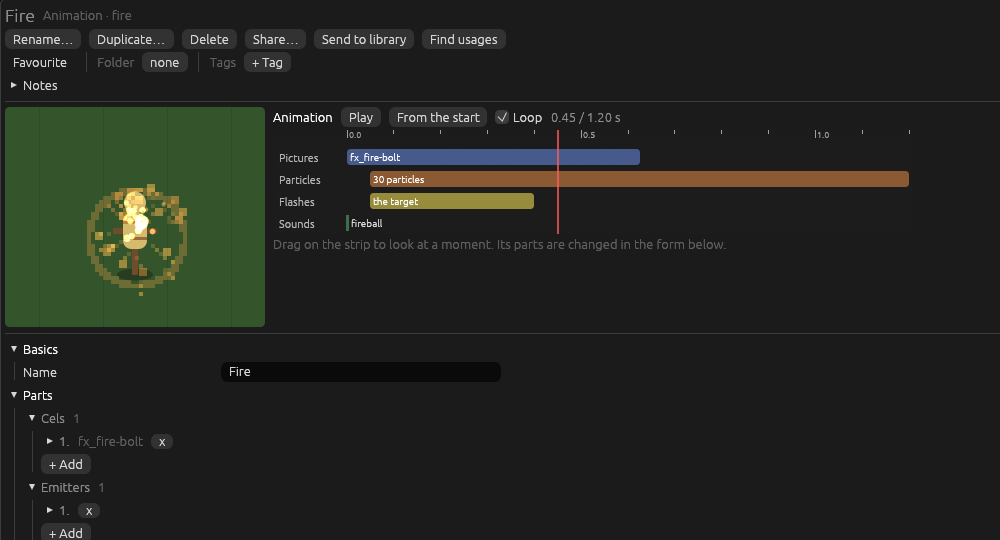 Fire Animation · fire
Rename… Duplicate… Delete Share… Send to library Find usages
Favourite Folder none Tags + Tag
Notes
Animation Play From the start Loop 0.45 / 1.20 s
0.0 0.5 1.0
Pictures fx_fire-bolt
Particles 30 particles
Flashes the target
Sounds fireball
Drag on the strip to look at a moment. Its parts are changed in the form below.
Basics
Name Fire
Parts
Cels 1
1. fx_fire-bolt x
+ Add
Emitters 1
1. x
+ Add